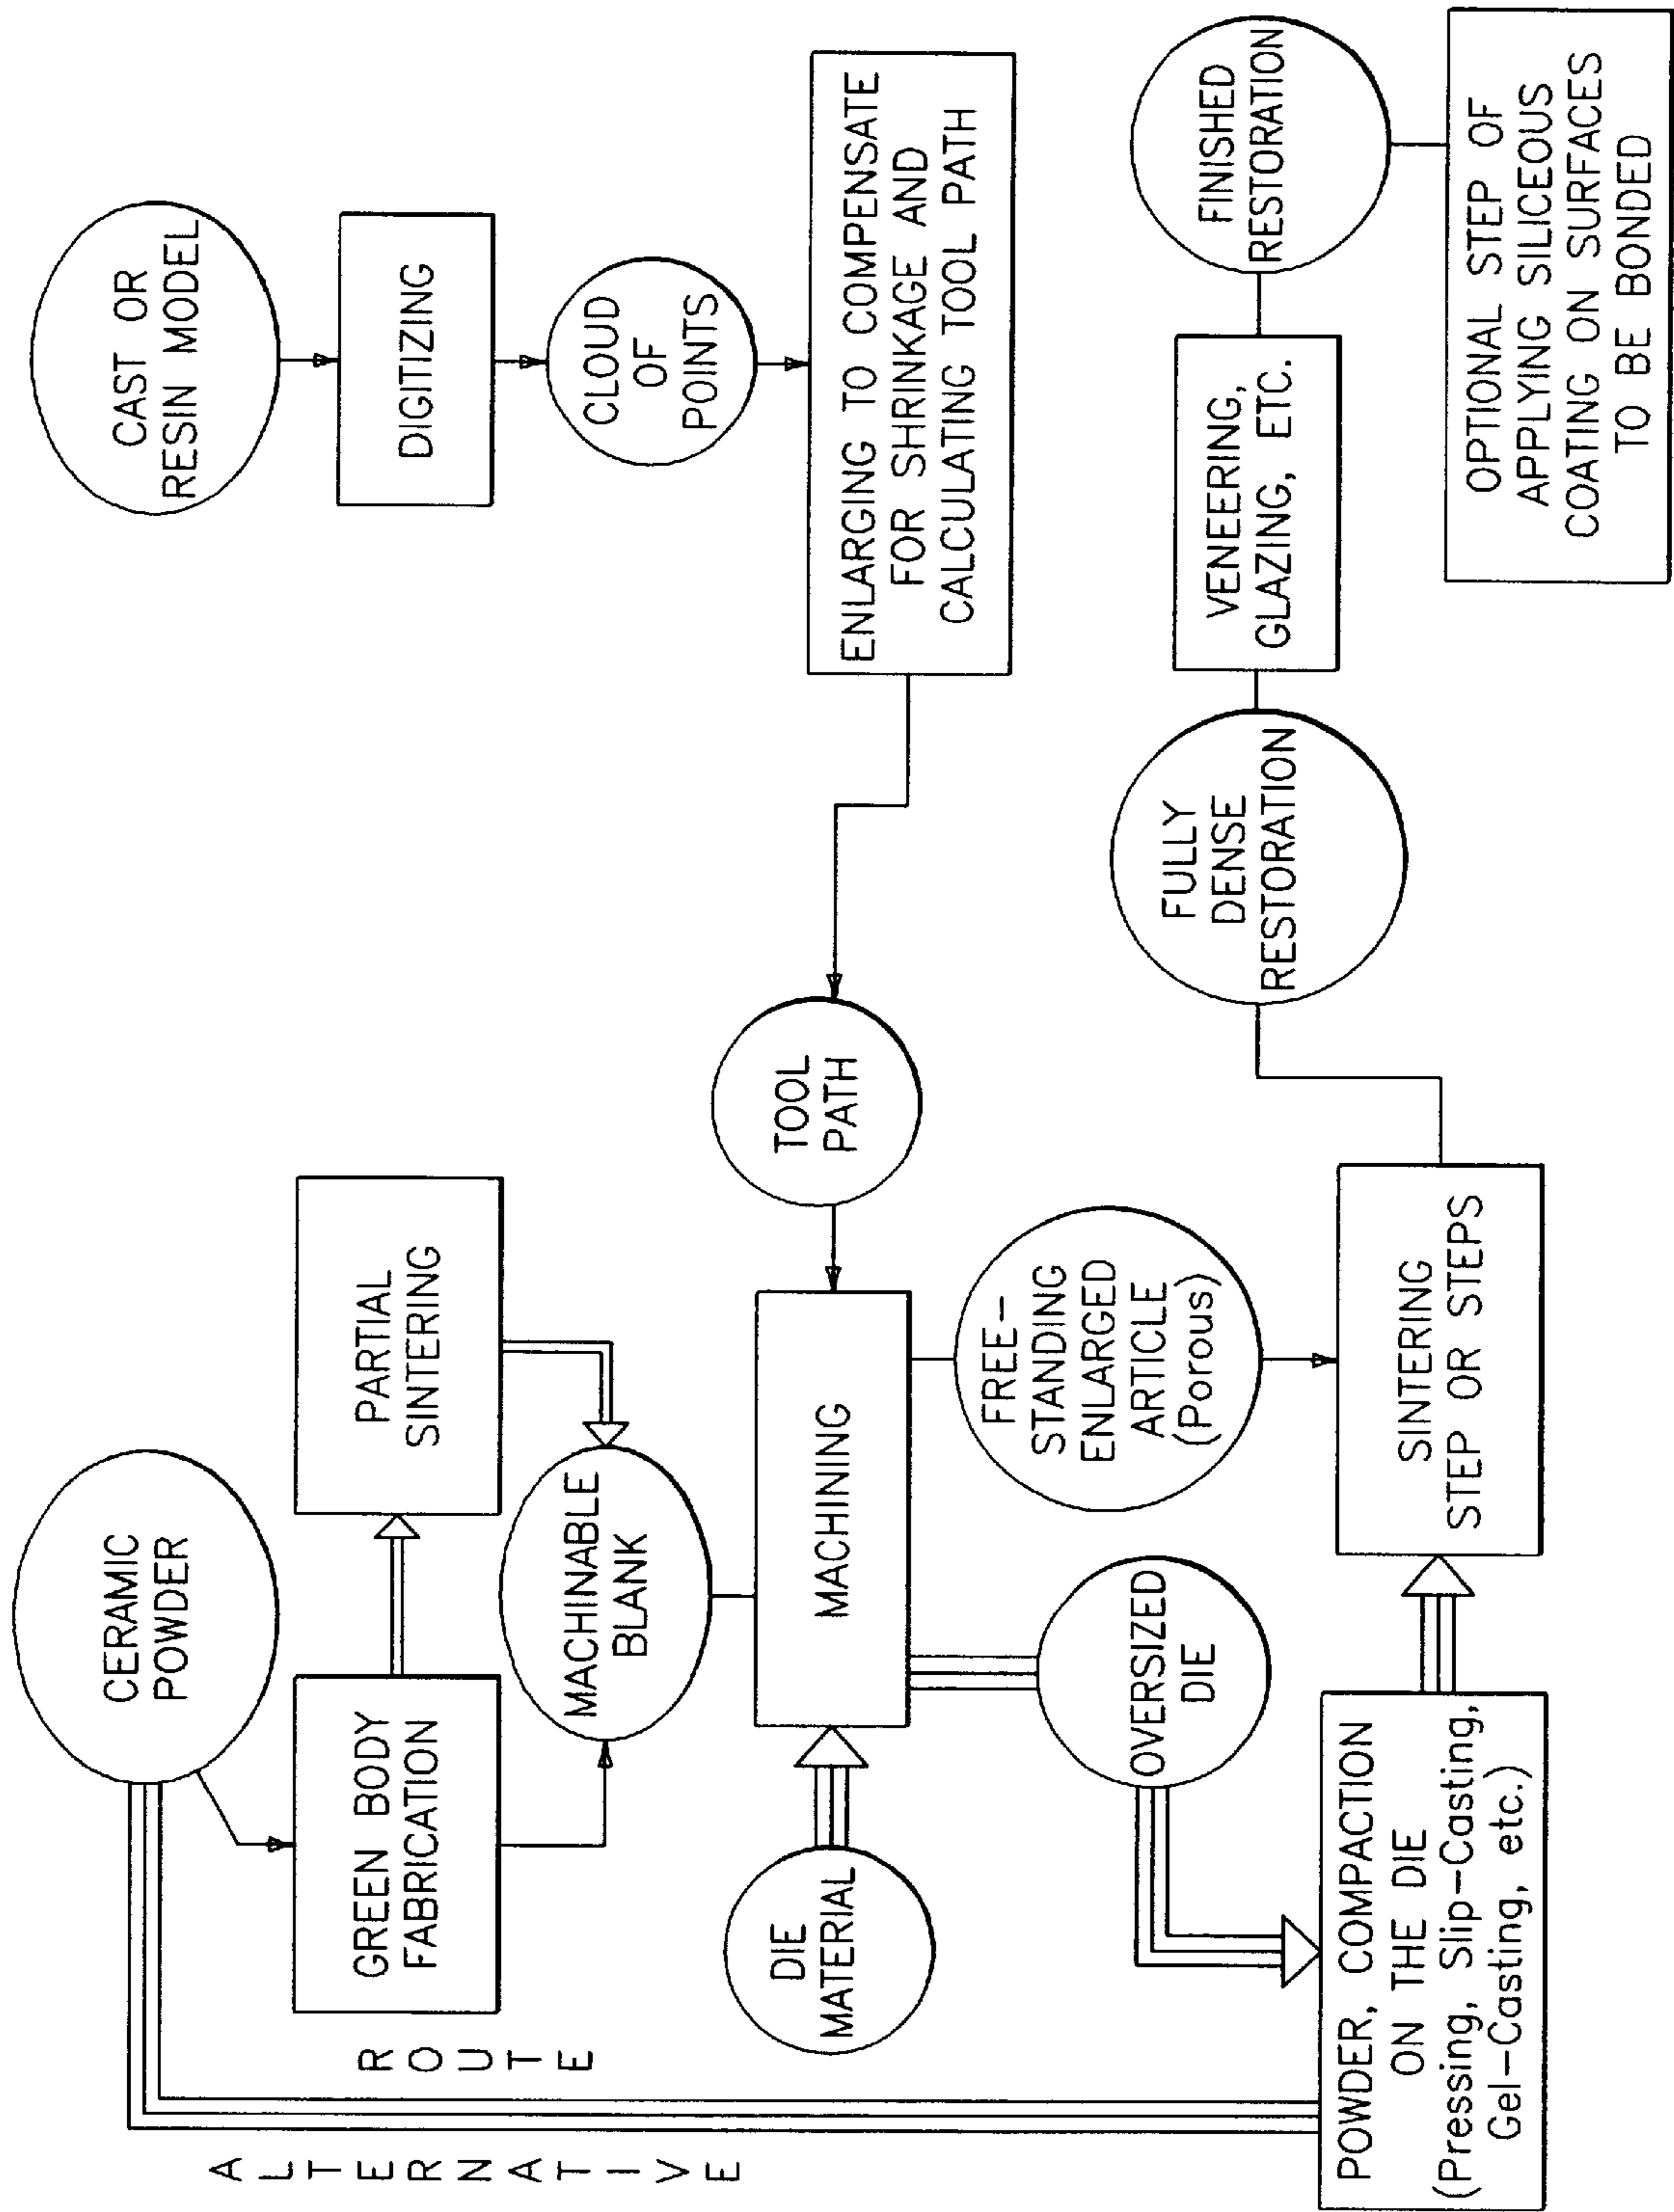 CERAMIC
POWDER
CAST OR
RESIN MODEL
GREEN BODY
FABRICATION
PARTIAL
SINTERING
DIGITIZING
MACHINABLE
BLANK
CLOUD
OF
POINTS
ALTERNATIVE
ROUTE
DIE
MATERIAL
MACHINING
TOOL
PATH
ENLARGING TO COMPENSATE
FOR SHRINKAGE AND
CALCULATING TOOL PATH
OVERSIZED
DIE
FREE-
STANDING
ENLARGED
ARTICLE
(Porous)
FULLY
DENSE
RESTORATION
VENEERING,
GLAZING, ETC.
FINISHED
RESTORATION
POWDER, COMPACTION
ON THE DIE
(Pressing, Slip-Casting,
Gel-Casting, etc.)
SINTERING
STEP OR STEPS
OPTIONAL STEP OF
APPLYING SILICEOUS
COATING ON SURFACES
TO BE BONDED